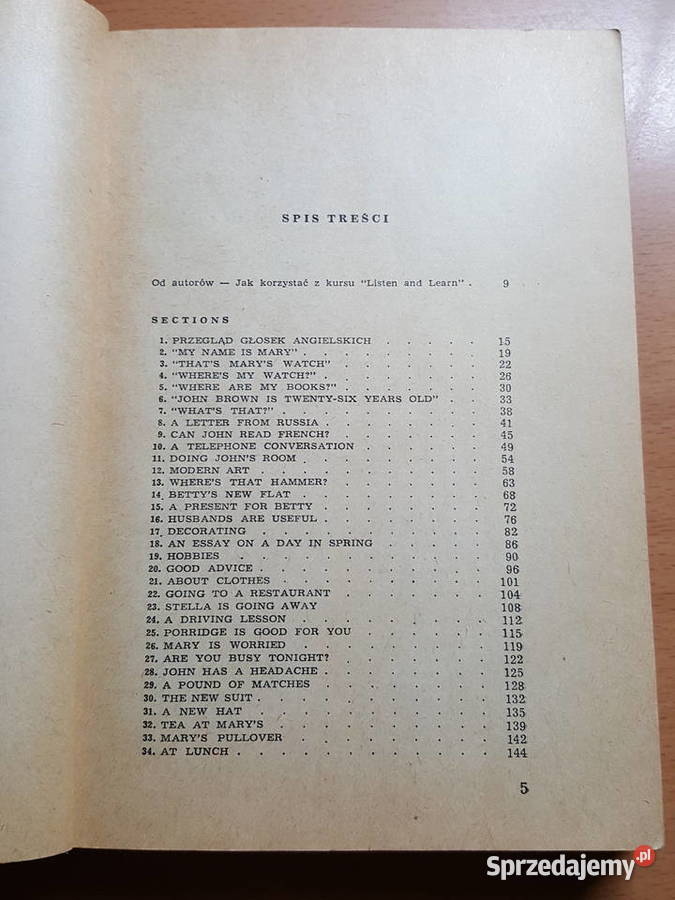 SPIS TREŚCI
Od autorów — Jak korzystać z kursu "Listen and Learn" . 9
SECTIONS
1. PRZEGLĄD GŁOSEK ANGIELSKICH . . . . . 15
2. "MY NAME IS MARY" . . . . . . . . 19
3. "THAT'S MARY'S WATCH" . . . . . . . 22
4. "WHERE'S MY WATCH?" . . . . . . . 26
5. "WHERE ARE MY BOOKS?" . . . . . . . 30
6. "JOHN BROWN IS TWENTY-SIX YEARS OLD" . . 33
7. "WHAT'S THAT?" . . . . . . . . . 38
8. A LETTER FROM RUSSIA . . . . . . . 41
9. CAN JOHN READ FRENCH? . . . . . . . 45
10. A TELEPHONE CONVERSATION . . . . . . 49
11. DOING JOHN'S ROOM . . . . . . . . 54
12. MODERN ART . . . . . . . . . 58
13. WHERE'S THAT HAMMER? . . . . . . . 63
14. BETTY'S NEW FLAT . . . . . . . . 68
15. A PRESENT FOR BETTY . . . . . . . 72
16. HUSBANDS ARE USEFUL . . . . . . . 76
17. DECORATING . . . . . . . . . 82
18. AN ESSAY ON A DAY IN SPRING . . . . . 86
19. HOBBIES . . . . . . . . . . 90
20. GOOD ADVICE . . . . . . . . . 96
21. ABOUT CLOTHES . . . . . . . . . 101
22. GOING TO A RESTAURANT . . . . . . . 104
23. STELLA IS GOING AWAY . . . . . . . 108
24. A DRIVING LESSON . . . . . . . . 112
25. PORRIDGE IS GOOD FOR YOU . . . . . . 115
26. MARY IS WORRIED . . . . . . . . 119
27. ARE YOU BUSY TONIGHT? . . . . . . . 122
28. JOHN HAS A HEADACHE . . . . . . . 125
29. A POUND OF MATCHES . . . . . . . 128
30. THE NEW SUIT . . . . . . . . . 132
31. A NEW HAT . . . . . . . . . 135
32. TEA AT MARY'S . . . . . . . . . 139
33. MARY'S PULLOVER . . . . . . . . 142
34. AT LUNCH . . . . . . . . . . 144
5
Sprzedajemy.pl